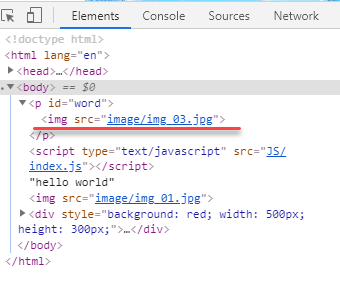 Elements Console Sources
<!doctype html>
<html lang="en">
▶<head>…</head>
▼<body> == $0
▼<p id="word">
<img src="image/img_03.jpg">
</p>
<script type="text/javascript" src="JS/
index.js"></script>
"hello world"
<img src="image/img_01.jpg">
▶<div style="background: red; width: 500px;
height: 300px;">…</div>
</body>
</html>